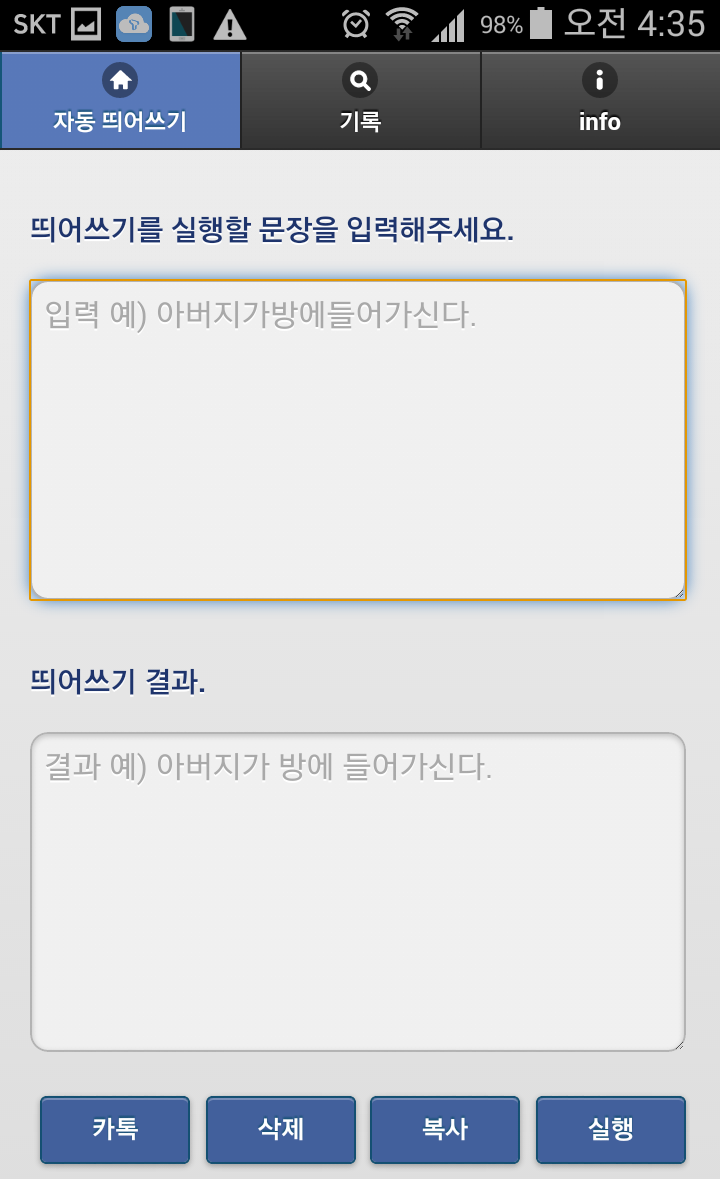 SKT 98% 오전 4:35
자동 띄어쓰기 기록 info
띄어쓰기를 실행할 문장을 입력해주세요.
입력 예) 아버지가방에들어가신다.
띄어쓰기 결과.
결과 예) 아버지가 방에 들어가신다.
카톡 삭제 복사 실행